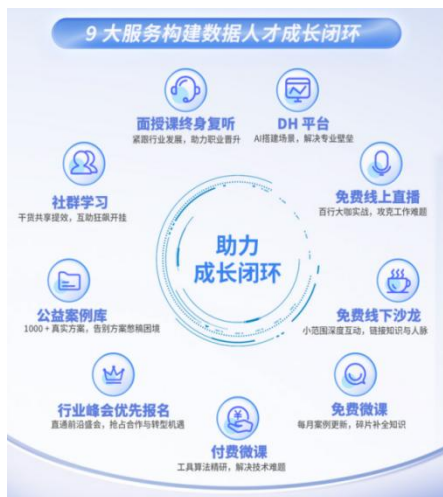 9 大服务构建数据人才成长闭环
面授课终身复听
紧跟行业发展，助力职业晋升
DH 平台
AI搭建场景，解决专业壁垒
社群学习
干货共享提效，互助狂飙开挂
免费线上直播
百行大咖实战，攻克工作难题
助力
成长闭环
公益案例库
1000 + 真实方案，告别方案憋稿困境
免费线下沙龙
小范围深度互动，链接知识与人脉
行业峰会优先报名
直通前沿盛会，抢占合作与转型机遇
免费微课
每月案例更新，碎片补全知识
付费微课
工具算法精研，解决技术难题